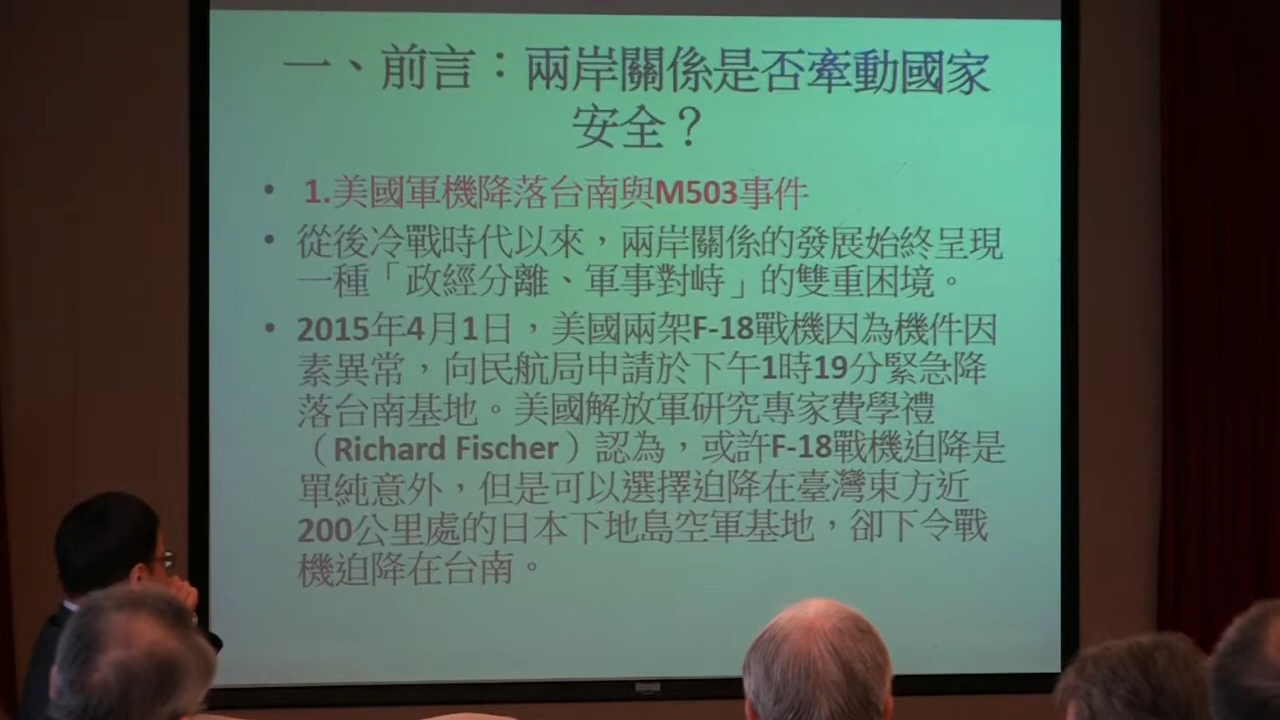 一、前言：兩岸關係是否牽動國家
安全？
• 1.美國軍機降落台南與M503事件
• 從後冷戰時代以來，兩岸關係的發展始終呈現
一種「政經分離、軍事對峙」的雙重困境。
• 2015年4月1日，美國兩架F-18戰機因為機件因
素異常，向民航局申請於下午1時19分緊急降
落台南基地。美國解放軍研究專家費學禮
（Richard Fischer）認為，或許F-18戰機迫降是
單純意外，但是可以選擇迫降在臺灣東方近
200公里處的日本下地島空軍基地，卻下令戰
機迫降在台南。